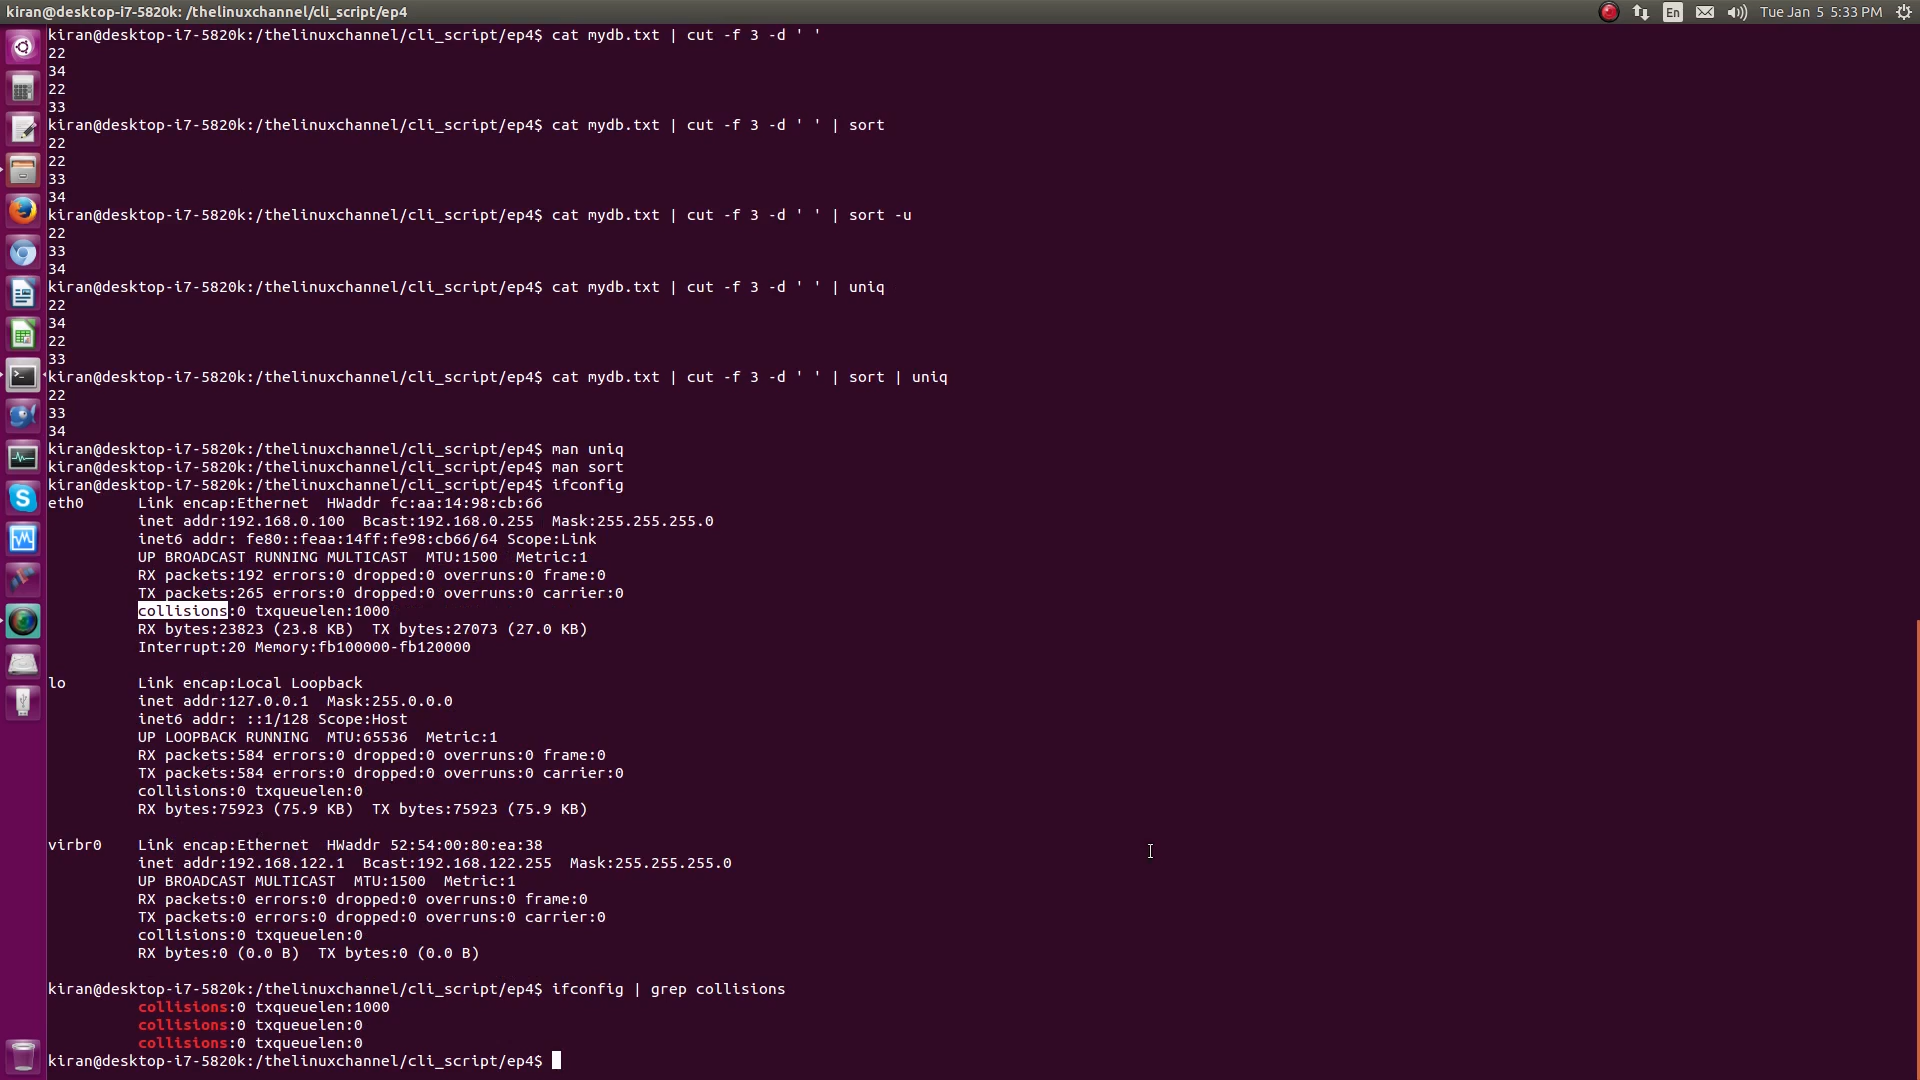 kiran@desktop-i7-5820k: /thelinuxchannel/cli_script/ep4
En
Tue Jan 5 5:33 PM
kiran@desktop-i7-5820k:/thelinuxchannel/cli_script/ep4$ cat mydb.txt | cut -f 3 -d ' '
22
34
22
33
kiran@desktop-i7-5820k:/thelinuxchannel/cli_script/ep4$ cat mydb.txt | cut -f 3 -d ' ' | sort
22
22
33
34
kiran@desktop-i7-5820k:/thelinuxchannel/cli_script/ep4$ cat mydb.txt | cut -f 3 -d ' ' | sort -u
22
33
34
kiran@desktop-i7-5820k:/thelinuxchannel/cli_script/ep4$ cat mydb.txt | cut -f 3 -d ' ' | uniq
22
34
22
33
kiran@desktop-i7-5820k:/thelinuxchannel/cli_script/ep4$ cat mydb.txt | cut -f 3 -d ' ' | sort | uniq
22
33
34
kiran@desktop-i7-5820k:/thelinuxchannel/cli_script/ep4$ man uniq
kiran@desktop-i7-5820k:/thelinuxchannel/cli_script/ep4$ man sort
kiran@desktop-i7-5820k:/thelinuxchannel/cli_script/ep4$ ifconfig
eth0      Link encap:Ethernet  HWaddr fc:aa:14:98:cb:66
          inet addr:192.168.0.100  Bcast:192.168.0.255  Mask:255.255.255.0
          inet6 addr: fe80::feaa:14ff:fe98:cb66/64 Scope:Link
          UP BROADCAST RUNNING MULTICAST  MTU:1500  Metric:1
          RX packets:192 errors:0 dropped:0 overruns:0 frame:0
          TX packets:265 errors:0 dropped:0 overruns:0 carrier:0
          collisions:0 txqueuelen:1000
          RX bytes:23823 (23.8 KB)  TX bytes:27073 (27.0 KB)
          Interrupt:20 Memory:fb100000-fb120000
lo        Link encap:Local Loopback
          inet addr:127.0.0.1  Mask:255.0.0.0
          inet6 addr: ::1/128 Scope:Host
          UP LOOPBACK RUNNING  MTU:65536  Metric:1
          RX packets:584 errors:0 dropped:0 overruns:0 frame:0
          TX packets:584 errors:0 dropped:0 overruns:0 carrier:0
          collisions:0 txqueuelen:0
          RX bytes:75923 (75.9 KB)  TX bytes:75923 (75.9 KB)
virbr0    Link encap:Ethernet  HWaddr 52:54:00:80:ea:38
          inet addr:192.168.122.1  Bcast:192.168.122.255  Mask:255.255.255.0
          UP BROADCAST MULTICAST  MTU:1500  Metric:1
          RX packets:0 errors:0 dropped:0 overruns:0 frame:0
          TX packets:0 errors:0 dropped:0 overruns:0 carrier:0
          collisions:0 txqueuelen:0
          RX bytes:0 (0.0 B)  TX bytes:0 (0.0 B)
kiran@desktop-i7-5820k:/thelinuxchannel/cli_script/ep4$ ifconfig | grep collisions
          collisions:0 txqueuelen:1000
          collisions:0 txqueuelen:0
          collisions:0 txqueuelen:0
kiran@desktop-i7-5820k:/thelinuxchannel/cli_script/ep4$